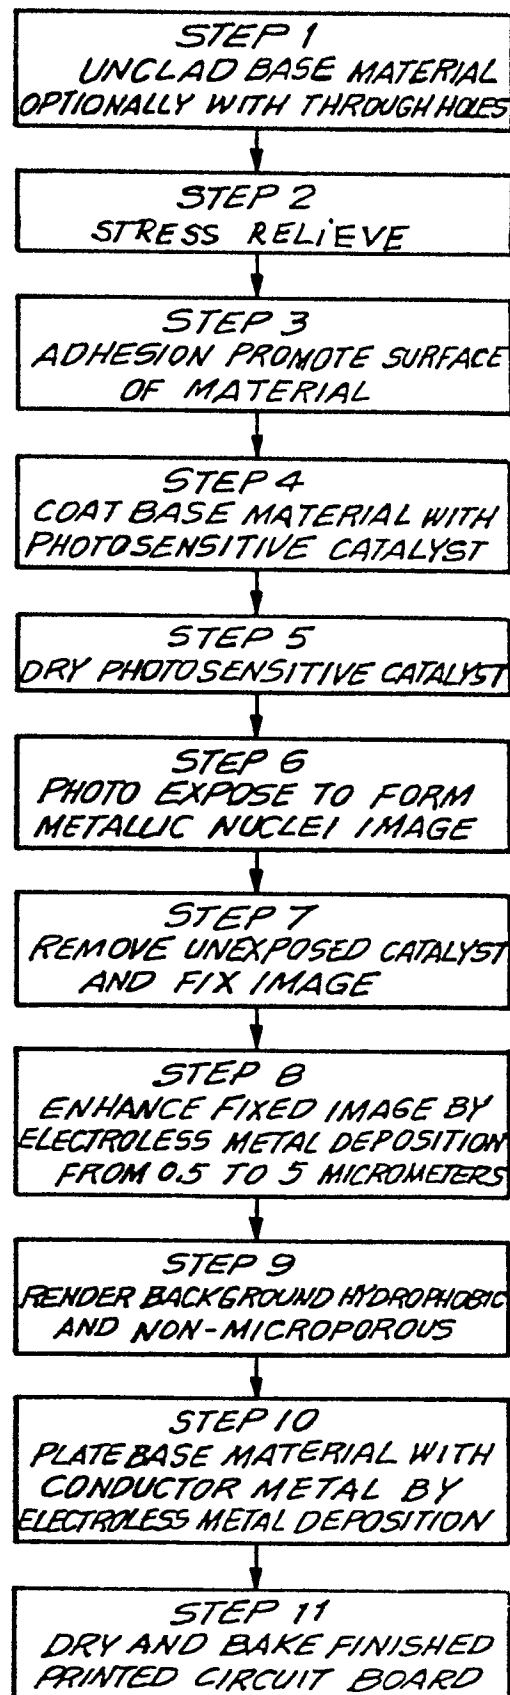 STEP 1
UNCLAD BASE MATERIAL
OPTIONALLY WITH THROUGH HOLES
STEP 2
STRESS RELIEVE
STEP 3
ADHESION PROMOTE SURFACE
OF MATERIAL
STEP 4
COAT BASE MATERIAL WITH
PHOTOSENSITIVE CATALYST
STEP 5
DRY PHOTOSENSITIVE CATALYST
STEP 6
PHOTO EXPOSE TO FORM
METALLIC NUCLEI IMAGE
STEP 7
REMOVE UNEXPOSED CATALYST
AND FIX IMAGE
STEP 8
ENHANCE FIXED IMAGE BY
ELECTROLESS METAL DEPOSITION
FROM 0.5 TO 5 MICROMETERS
STEP 9
RENDER BACKGROUND HYDROPHOBIC
AND NON-MICROPOROUS
STEP 10
PLATE BASE MATERIAL WITH
CONDUCTOR METAL BY
ELECTROLESS METAL DEPOSITION
STEP 11
DRY AND BAKE FINISHED
PRINTED CIRCUIT BOARD